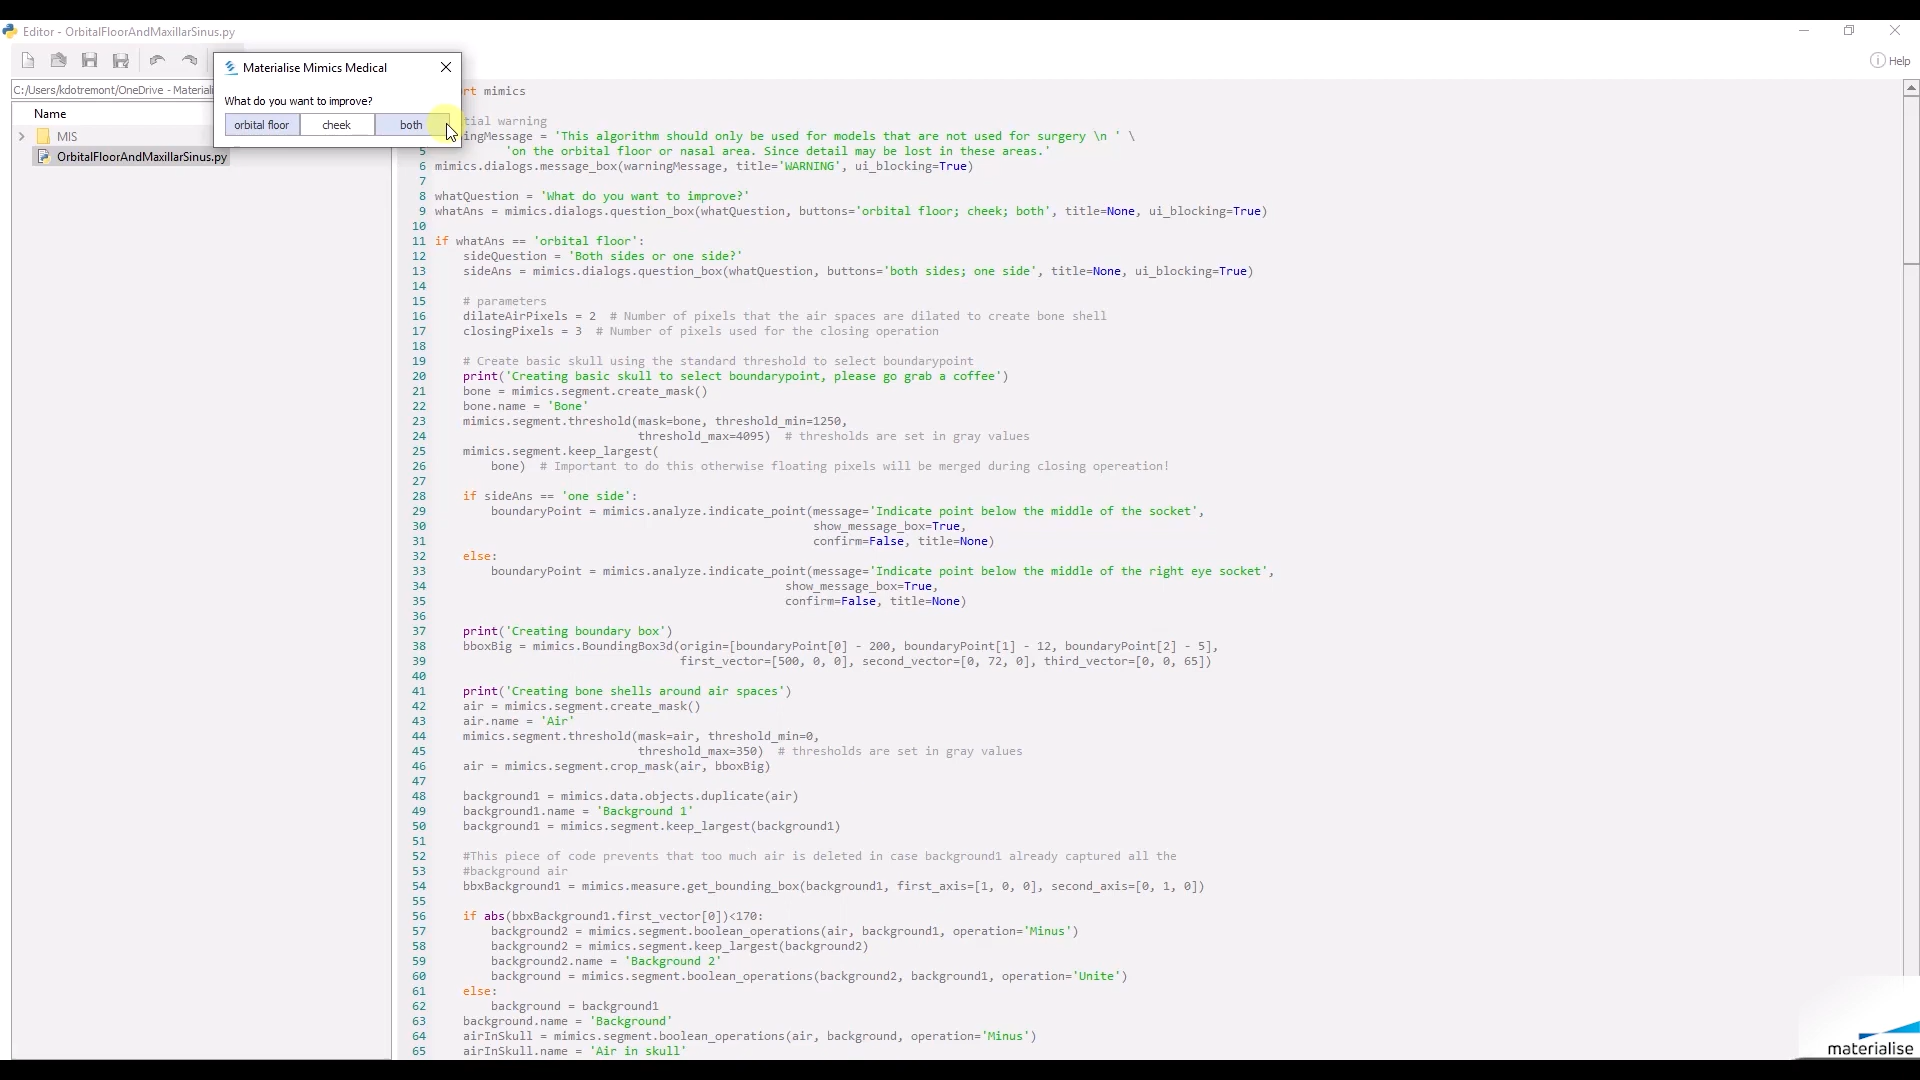 Editor - OrbitalFloorAndMaxillarSinus.py
Help
C:/Users/kdotremont/OneDrive - Materiali
Name
MIS
OrbitalFloorAndMaxillarSinus.py
Materialise Mimics Medical
What do you want to improve?
orbital floor cheek both
rt mimics
tial warning
ingMessage = 'This algorithm should only be used for models that are not used for surgery \n ' \
5 'on the orbital floor or nasal area. Since detail may be lost in these areas.'
6 mimics.dialogs.message_box(warningMessage, title='WARNING', ui_blocking=True)
7
8 whatQuestion = 'What do you want to improve?'
9 whatAns = mimics.dialogs.question_box(whatQuestion, buttons='orbital floor; cheek; both', title=None, ui_blocking=True)
10
11 if whatAns == 'orbital floor':
12 sideQuestion = 'Both sides or one side?'
13 sideAns = mimics.dialogs.question_box(whatQuestion, buttons='both sides; one side', title=None, ui_blocking=True)
14
15 # parameters
16 dilateAirPixels = 2 # Number of pixels that the air spaces are dilated to create bone shell
17 closingPixels = 3 # Number of pixels used for the closing operation
18
19 # Create basic skull using the standard threshold to select boundarypoint
20 print('Creating basic skull to select boundarypoint, please go grab a coffee')
21 bone = mimics.segment.create_mask()
22 bone.name = 'Bone'
23 mimics.segment.threshold(mask=bone, threshold_min=1250,
24 threshold_max=4095) # thresholds are set in gray values
25 mimics.segment.keep_largest(
26 bone) # Important to do this otherwise floating pixels will be merged during closing opereation!
27
28 if sideAns == 'one side':
29 boundaryPoint = mimics.analyze.indicate_point(message='Indicate point below the middle of the socket',
30 show_message_box=True,
31 confirm=False, title=None)
32 else:
33 boundaryPoint = mimics.analyze.indicate_point(message='Indicate point below the middle of the right eye socket',
34 show_message_box=True,
35 confirm=False, title=None)
36
37 print('Creating boundary box')
38 bboxBig = mimics.BoundingBox3d(origin=[boundaryPoint[0] - 200, boundaryPoint[1] - 12, boundaryPoint[2] - 5],
39 first_vector=[500, 0, 0], second_vector=[0, 72, 0], third_vector=[0, 0, 65])
40
41 print('Creating bone shells around air spaces')
42 air = mimics.segment.create_mask()
43 air.name = 'Air'
44 mimics.segment.threshold(mask=air, threshold_min=0,
45 threshold_max=350) # thresholds are set in gray values
46 air = mimics.segment.crop_mask(air, bboxBig)
47
48 background1 = mimics.data.objects.duplicate(air)
49 background1.name = 'Background 1'
50 background1 = mimics.segment.keep_largest(background1)
51
52 #This piece of code prevents that too much air is deleted in case background1 already captured all the
53 #background air
54 bbxBackground1 = mimics.measure.get_bounding_box(background1, first_axis=[1, 0, 0], second_axis=[0, 1, 0])
55
56 if abs(bbxBackground1.first_vector[0])<170:
57 background2 = mimics.segment.boolean_operations(air, background1, operation='Minus')
58 background2 = mimics.segment.keep_largest(background2)
59 background2.name = 'Background 2'
60 background = mimics.segment.boolean_operations(background2, background1, operation='Unite')
61 else:
62 background = background1
63 background.name = 'Background'
64 airInSkull = mimics.segment.boolean_operations(air, background, operation='Minus')
65 airInSkull.name = 'Air in skull'
materialise